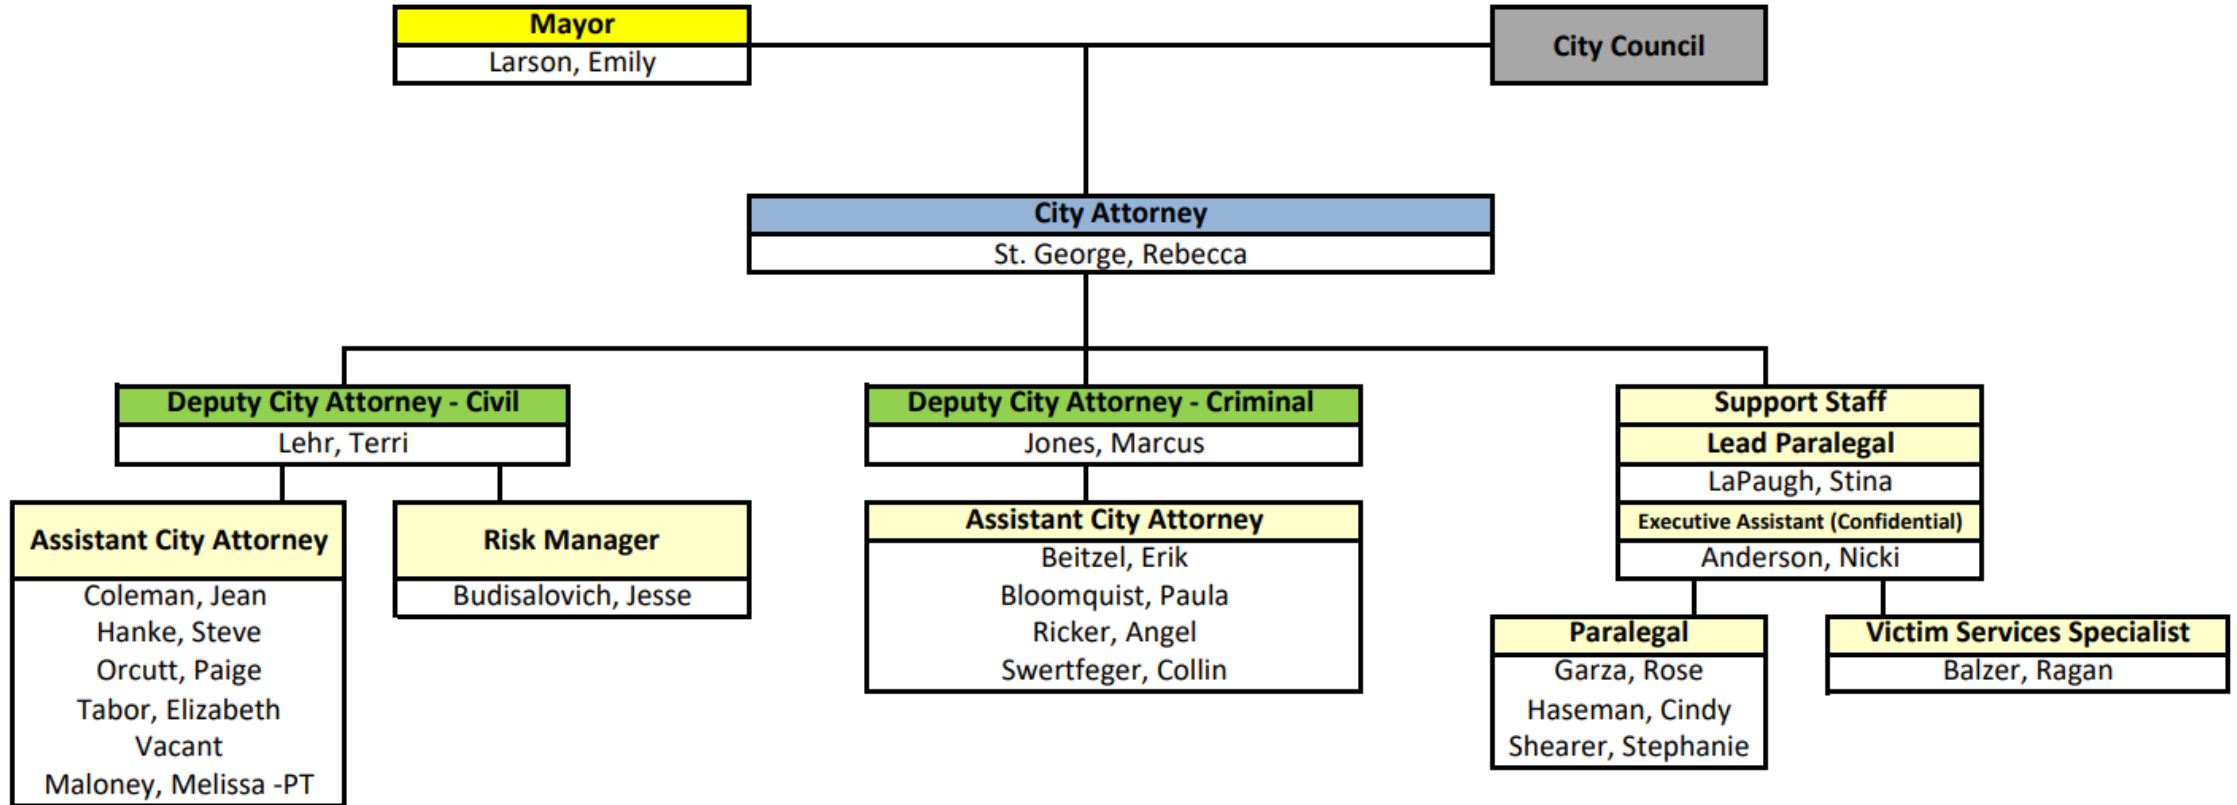 Mayor
Larson, Emily
City Council
City Attorney
St. George, Rebecca
Deputy City Attorney - Civil
Lehr, Terri
Assistant City Attorney
Coleman, Jean
Hanke, Steve
Orcutt, Paige
Tabor, Elizabeth
Vacant
Maloney, Melissa -PT
Risk Manager
Budisalovich, Jesse
Deputy City Attorney - Criminal
Jones, Marcus
Assistant City Attorney
Beitzel, Erik
Bloomquist, Paula
Ricker, Angel
Swertfeger, Collin
Support Staff
Lead Paralegal
LaPaugh, Stina
Executive Assistant (Confidential)
Anderson, Nicki
Paralegal
Garza, Rose
Haseman, Cindy
Shearer, Stephanie
Victim Services Specialist
Balzer, Ragan